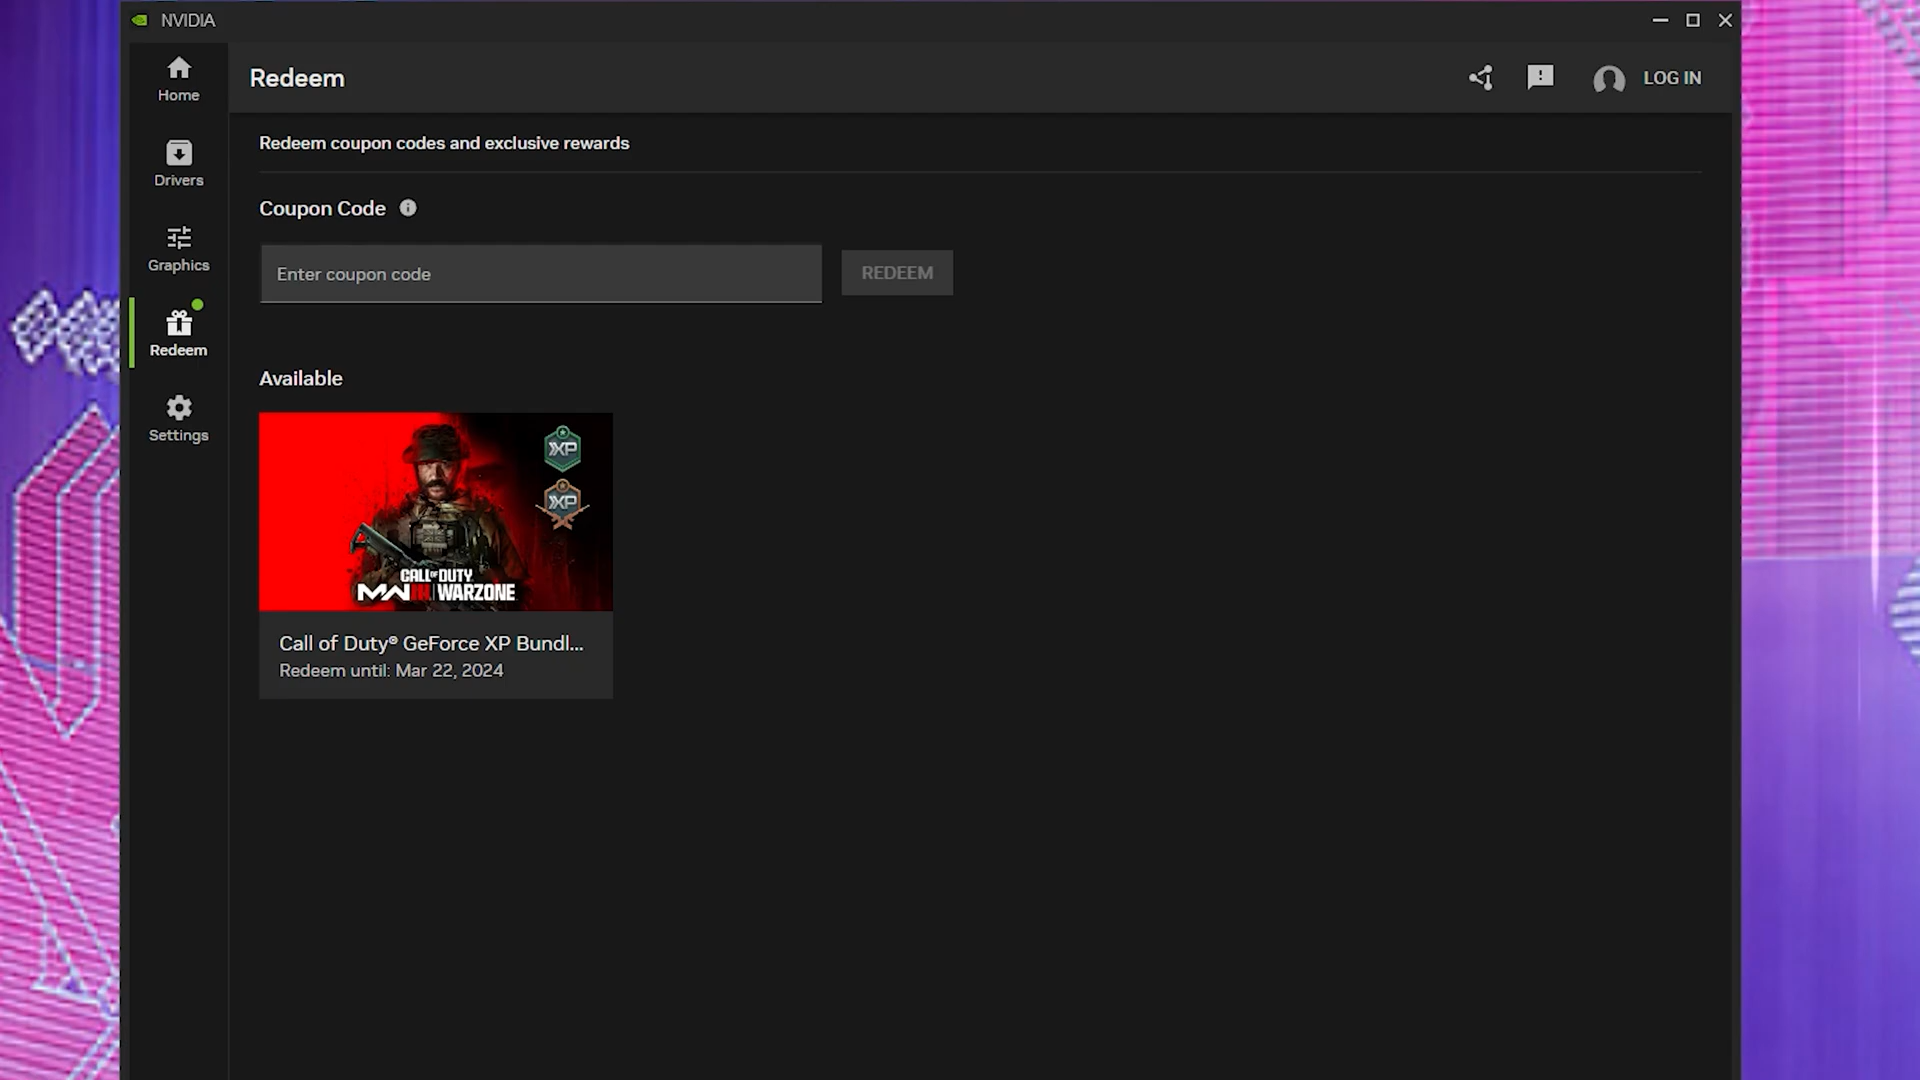 NVIDIA
Home
Drivers
Graphics
Redeem
Settings
Redeem
LOG IN
Redeem coupon codes and exclusive rewards
Coupon Code
Enter coupon code
REDEEM
Available
XP
XP
CALL OF DUTY
MWIII | WARZONE
Call of Duty® GeForce XP Bundl...
Redeem until: Mar 22, 2024